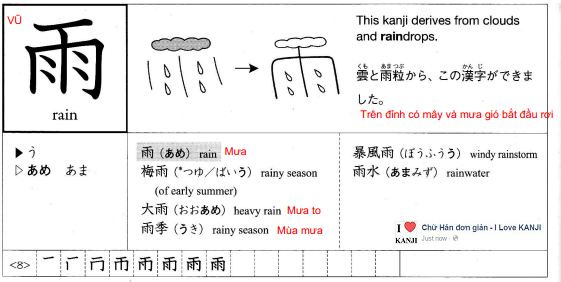 VŨ
雨
rain
This kanji derives from clouds
and raindrops.
くも あまつぶ かんじ
雲と雨粒から、この漢字ができま
した。
Trên đỉnh có mây và mưa gió bắt đầu rơi
▶ う
▷ あめ あま
雨(あめ) rain Mưa
梅雨(*つゆ/ばいう) rainy season
(of early summer)
大雨(おおあめ) heavy rain Mưa to
雨季(うき) rainy season Mùa mưa
暴風雨(ぼうふうう) windy rainstorm
雨水(あまみず) rainwater
I ❤ KANJI
Chữ Hán đơn giản - I Love KANJI
Just now
<8> 一 冂 帀 雨 雨 雨 雨